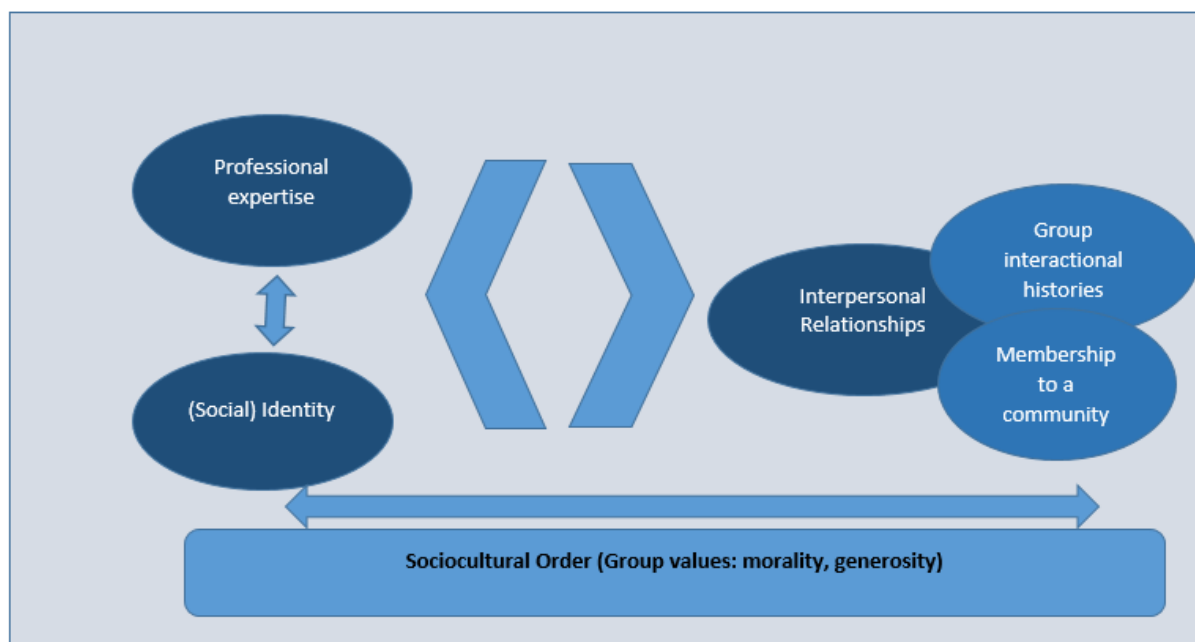 Professional
expertise
(Social) Identity
Interpersonal
Relationships
Group
interactional
histories
Membership
to a
community
Sociocultural Order (Group values: morality, generosity)